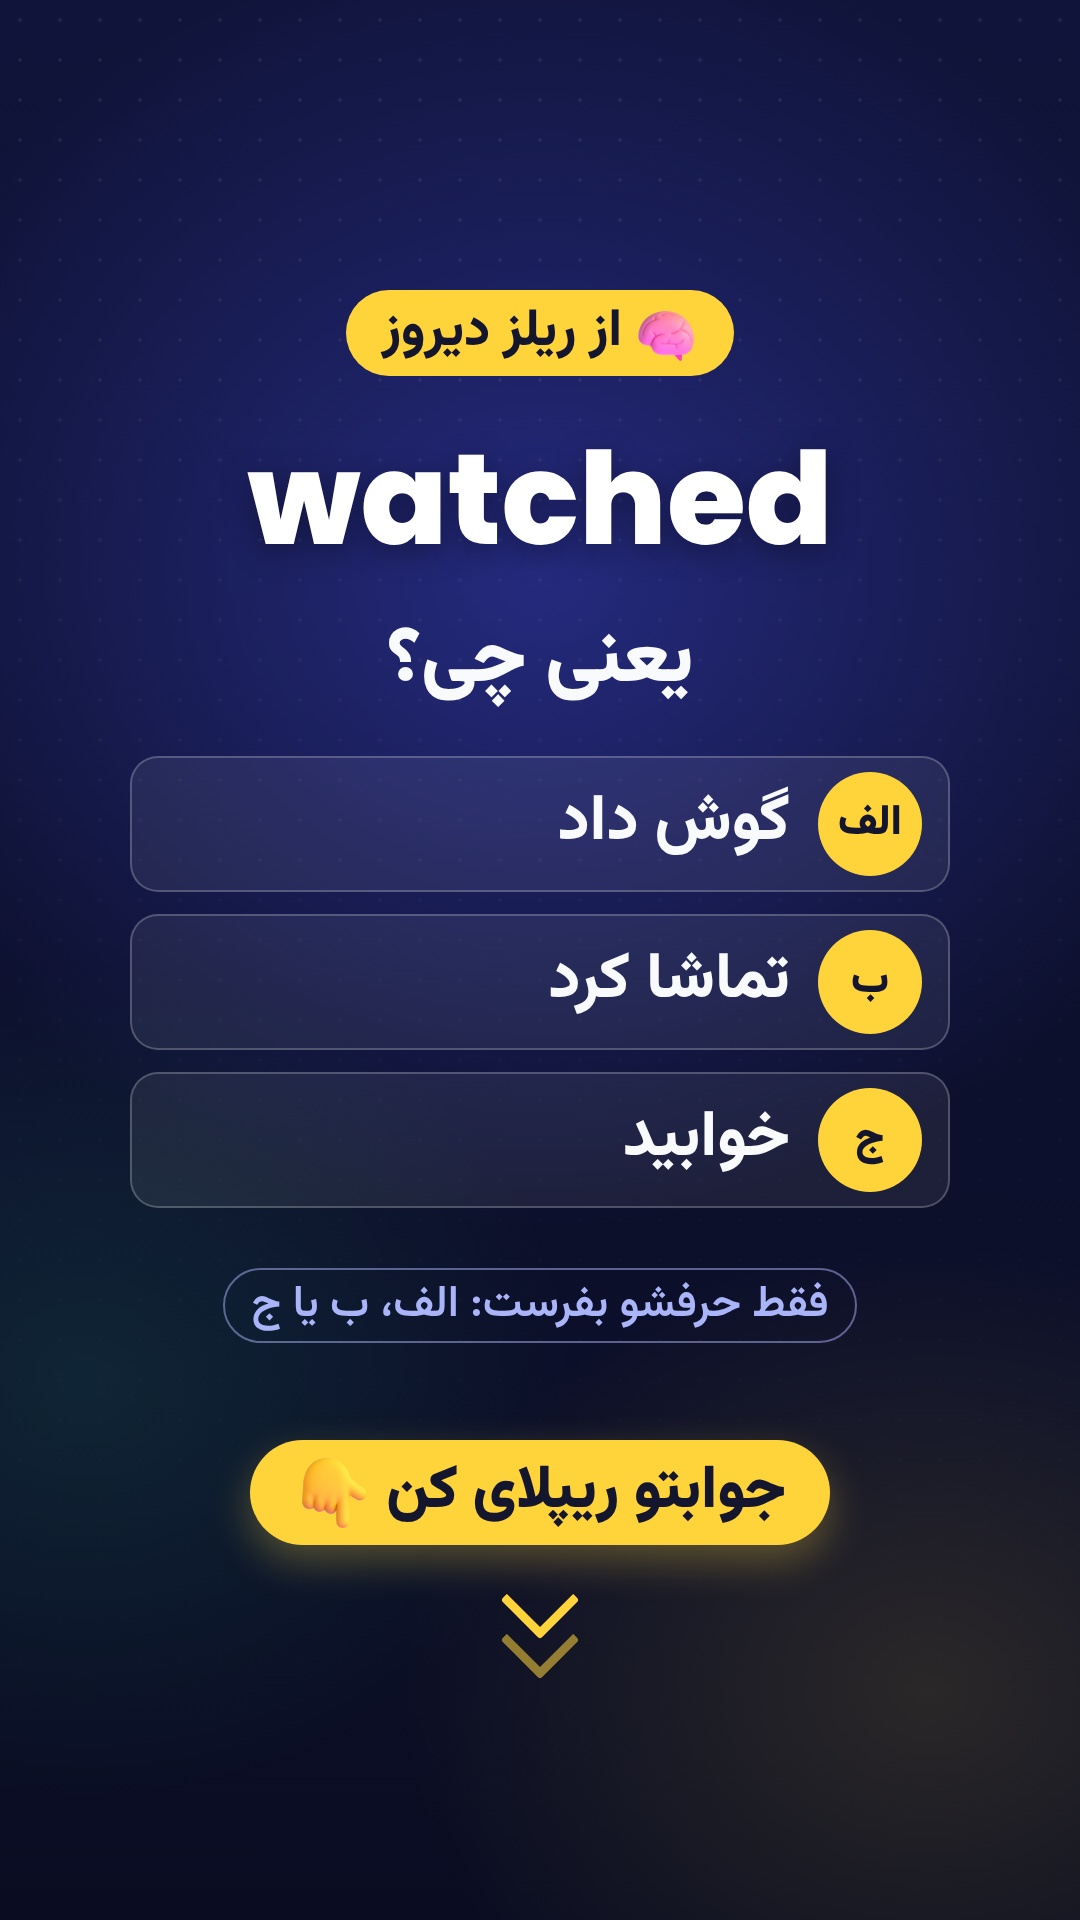 🧠 از ریلز دیروز
watched
یعنی چی؟
الف گوش داد
ب تماشا کرد
ج خوابید
فقط حرفشو بفرست: الف، ب یا ج
جوابتو ریپلای کن 👇